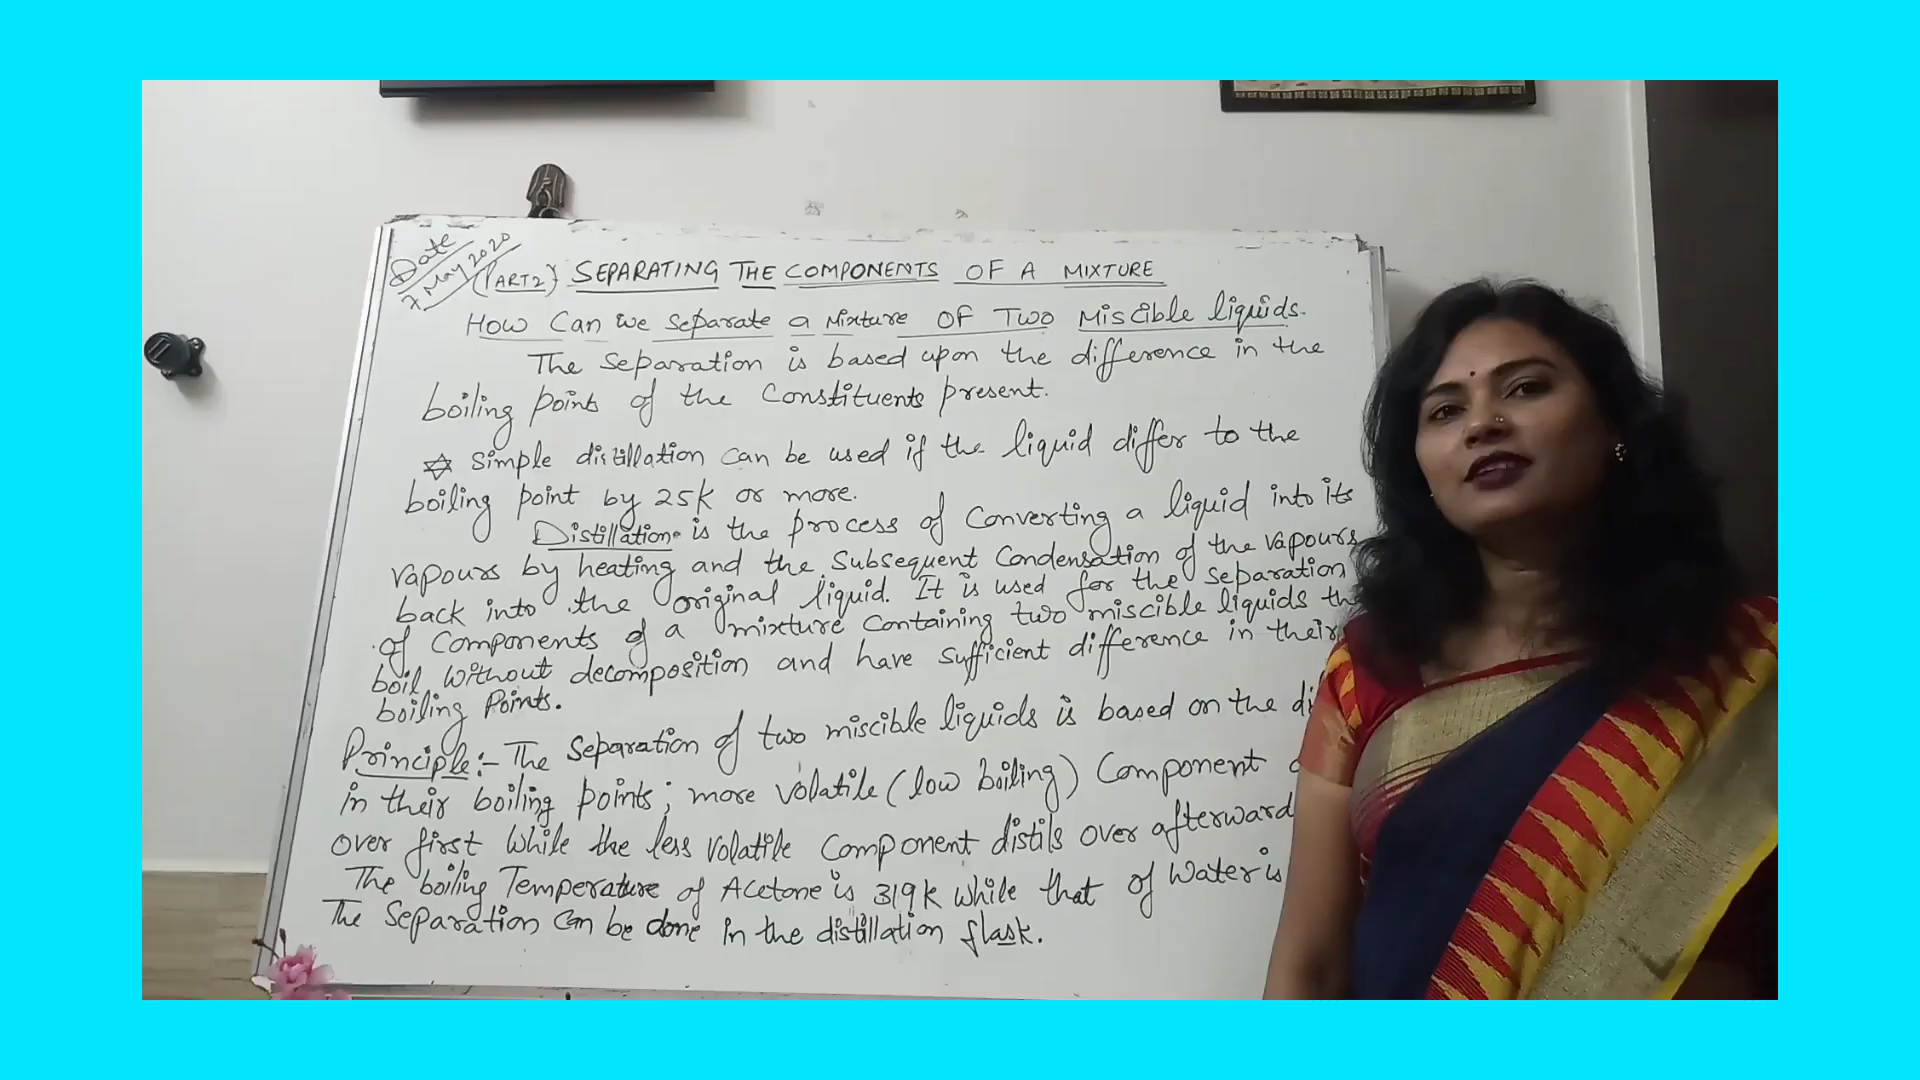 Date
7 May 2020
(PART2) SEPARATING THE COMPONENTS OF A MIXTURE
How Can we separate a Mixture OF Two Miscible liquids.
The separation is based upon the difference in the
boiling points of the Constituents present.
☆ Simple distillation can be used if the liquid differ to the
boiling point by 25K or more.
Distillation- is the process of converting a liquid into its
vapours by heating and the subsequent Condensation of the vapours
back into the original liquid. It is used for the separation
of components of a mixture containing two miscible liquids th
boil without decomposition and have sufficient difference in their
boiling Points.
Principle:- The separation of two miscible liquids is based on the di
in their boiling points; more volatile (low boiling) Component d
over first while the less volatile component distils over afterward
The boiling Temperature of Acetone is 319K while that of Water is
The separation can be done in the distillation flask.